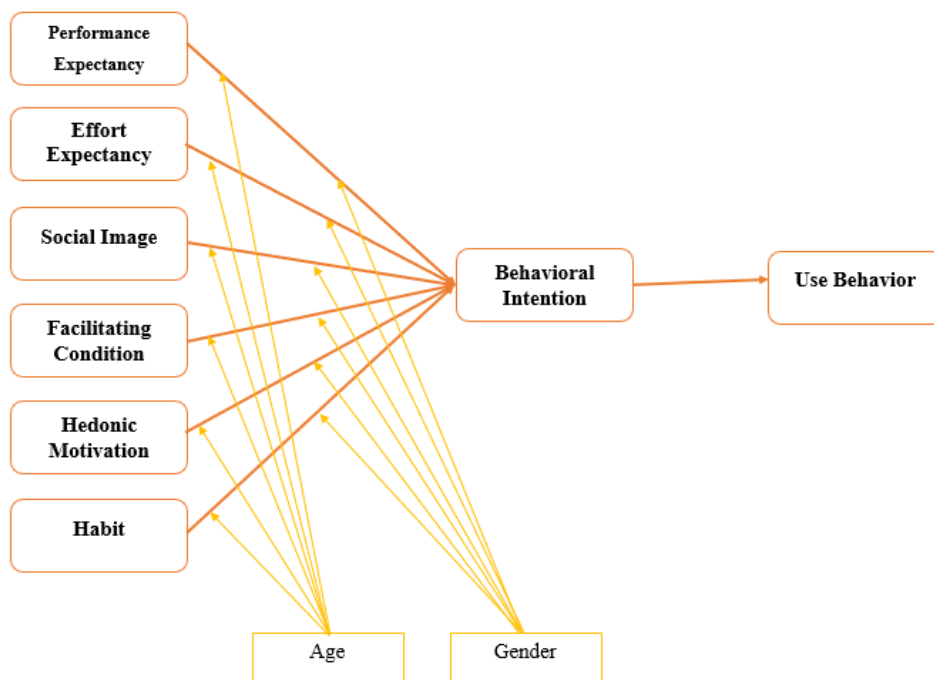 Performance
Expectancy
Effort
Expectancy
Social Image
Facilitating
Condition
Hedonic
Motivation
Habit
Behavioral
Intention
Use Behavior
Age
Gender